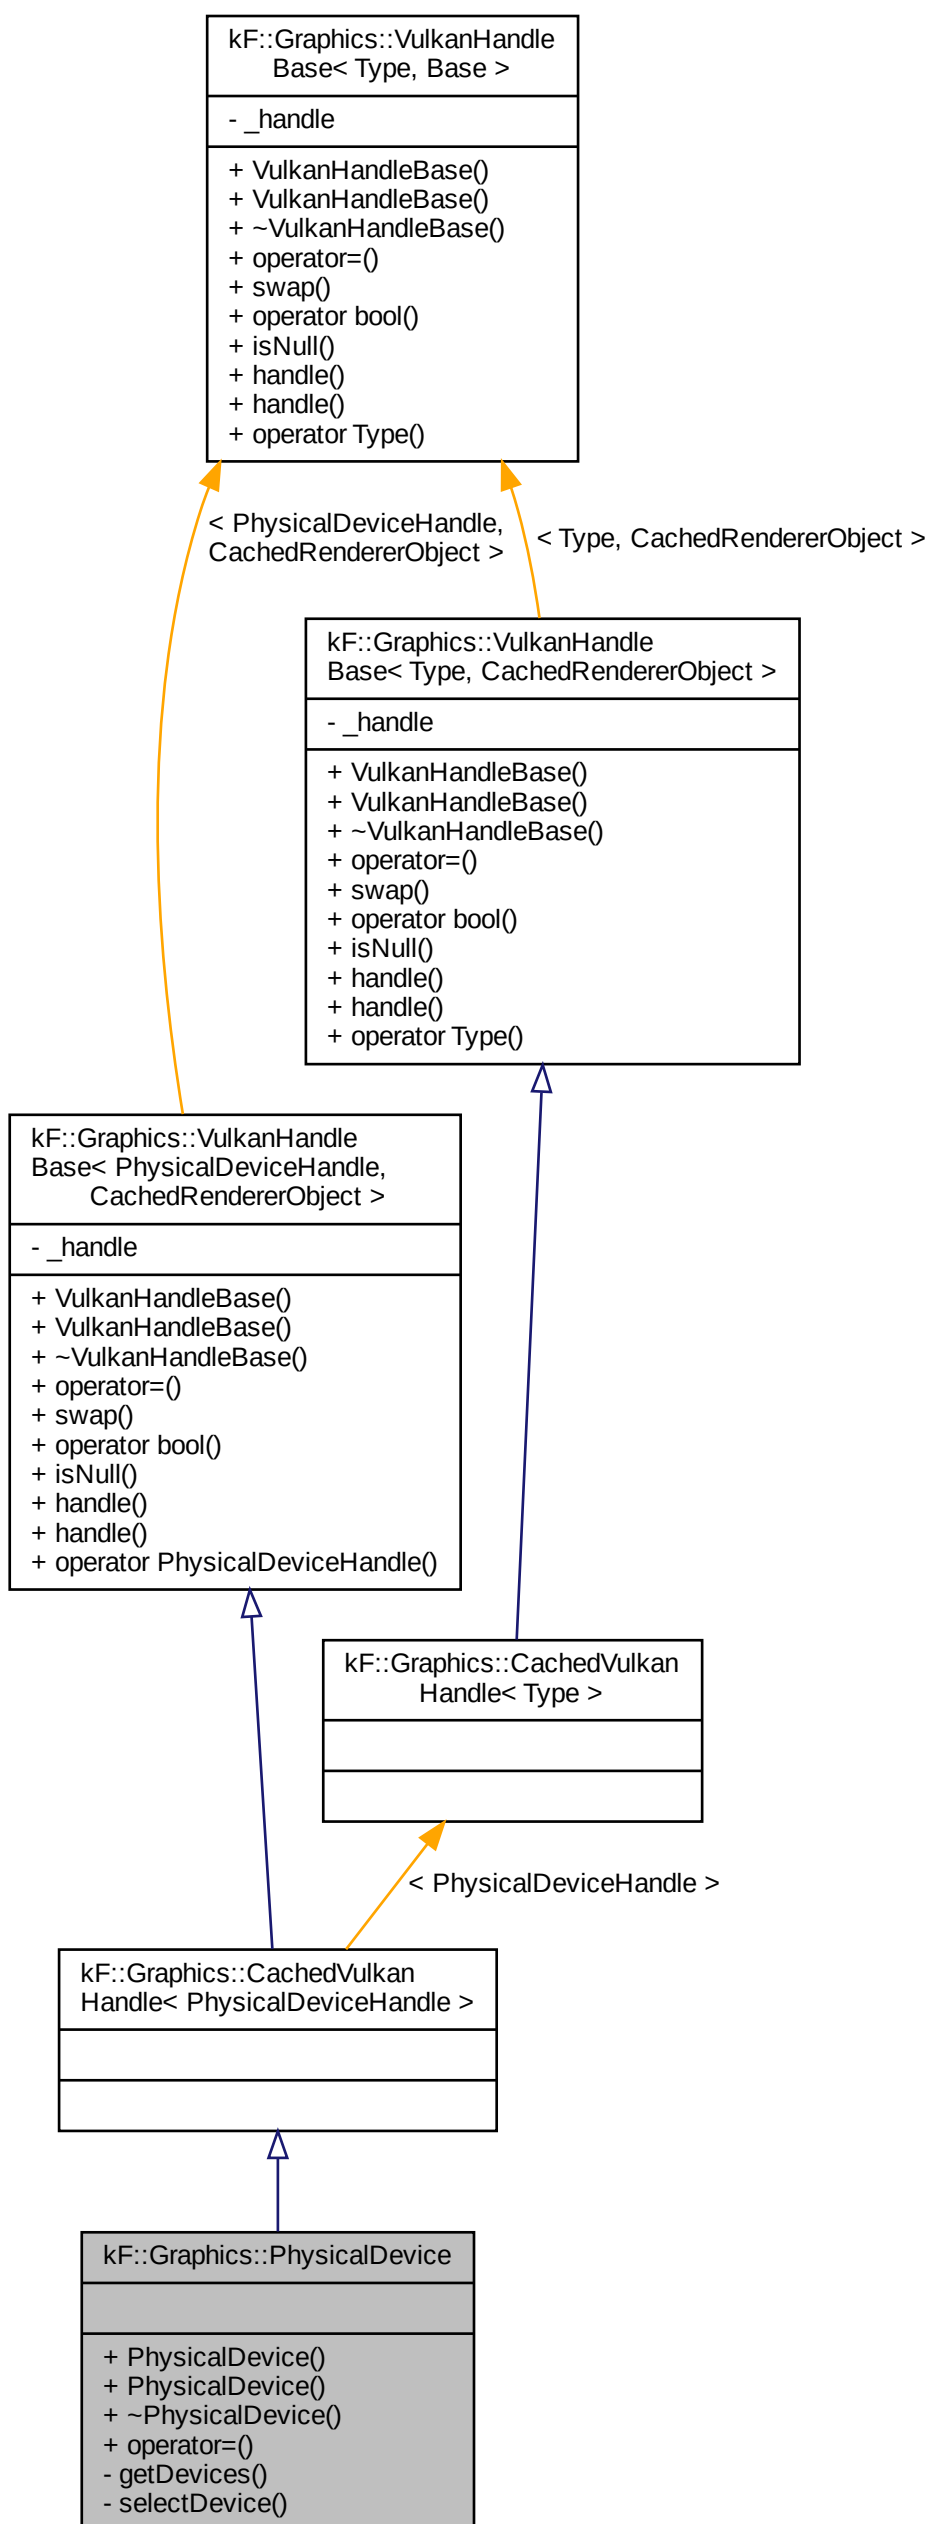 kF::Graphics::VulkanHandle
Base< Type, Base >
- _handle
+ VulkanHandleBase()
+ VulkanHandleBase()
+ ~VulkanHandleBase()
+ operator=()
+ swap()
+ operator bool()
+ isNull()
+ handle()
+ handle()
+ operator Type()
< PhysicalDeviceHandle,
CachedRendererObject >
< Type, CachedRendererObject >
kF::Graphics::VulkanHandle
Base< Type, CachedRendererObject >
- _handle
+ VulkanHandleBase()
+ VulkanHandleBase()
+ ~VulkanHandleBase()
+ operator=()
+ swap()
+ operator bool()
+ isNull()
+ handle()
+ handle()
+ operator Type()
kF::Graphics::VulkanHandle
Base< PhysicalDeviceHandle,
CachedRendererObject >
- _handle
+ VulkanHandleBase()
+ VulkanHandleBase()
+ ~VulkanHandleBase()
+ operator=()
+ swap()
+ operator bool()
+ isNull()
+ handle()
+ handle()
+ operator PhysicalDeviceHandle()
kF::Graphics::CachedVulkan
Handle< Type >
< PhysicalDeviceHandle >
kF::Graphics::CachedVulkan
Handle< PhysicalDeviceHandle >
kF::Graphics::PhysicalDevice
+ PhysicalDevice()
+ PhysicalDevice()
+ ~PhysicalDevice()
+ operator=()
- getDevices()
- selectDevice()